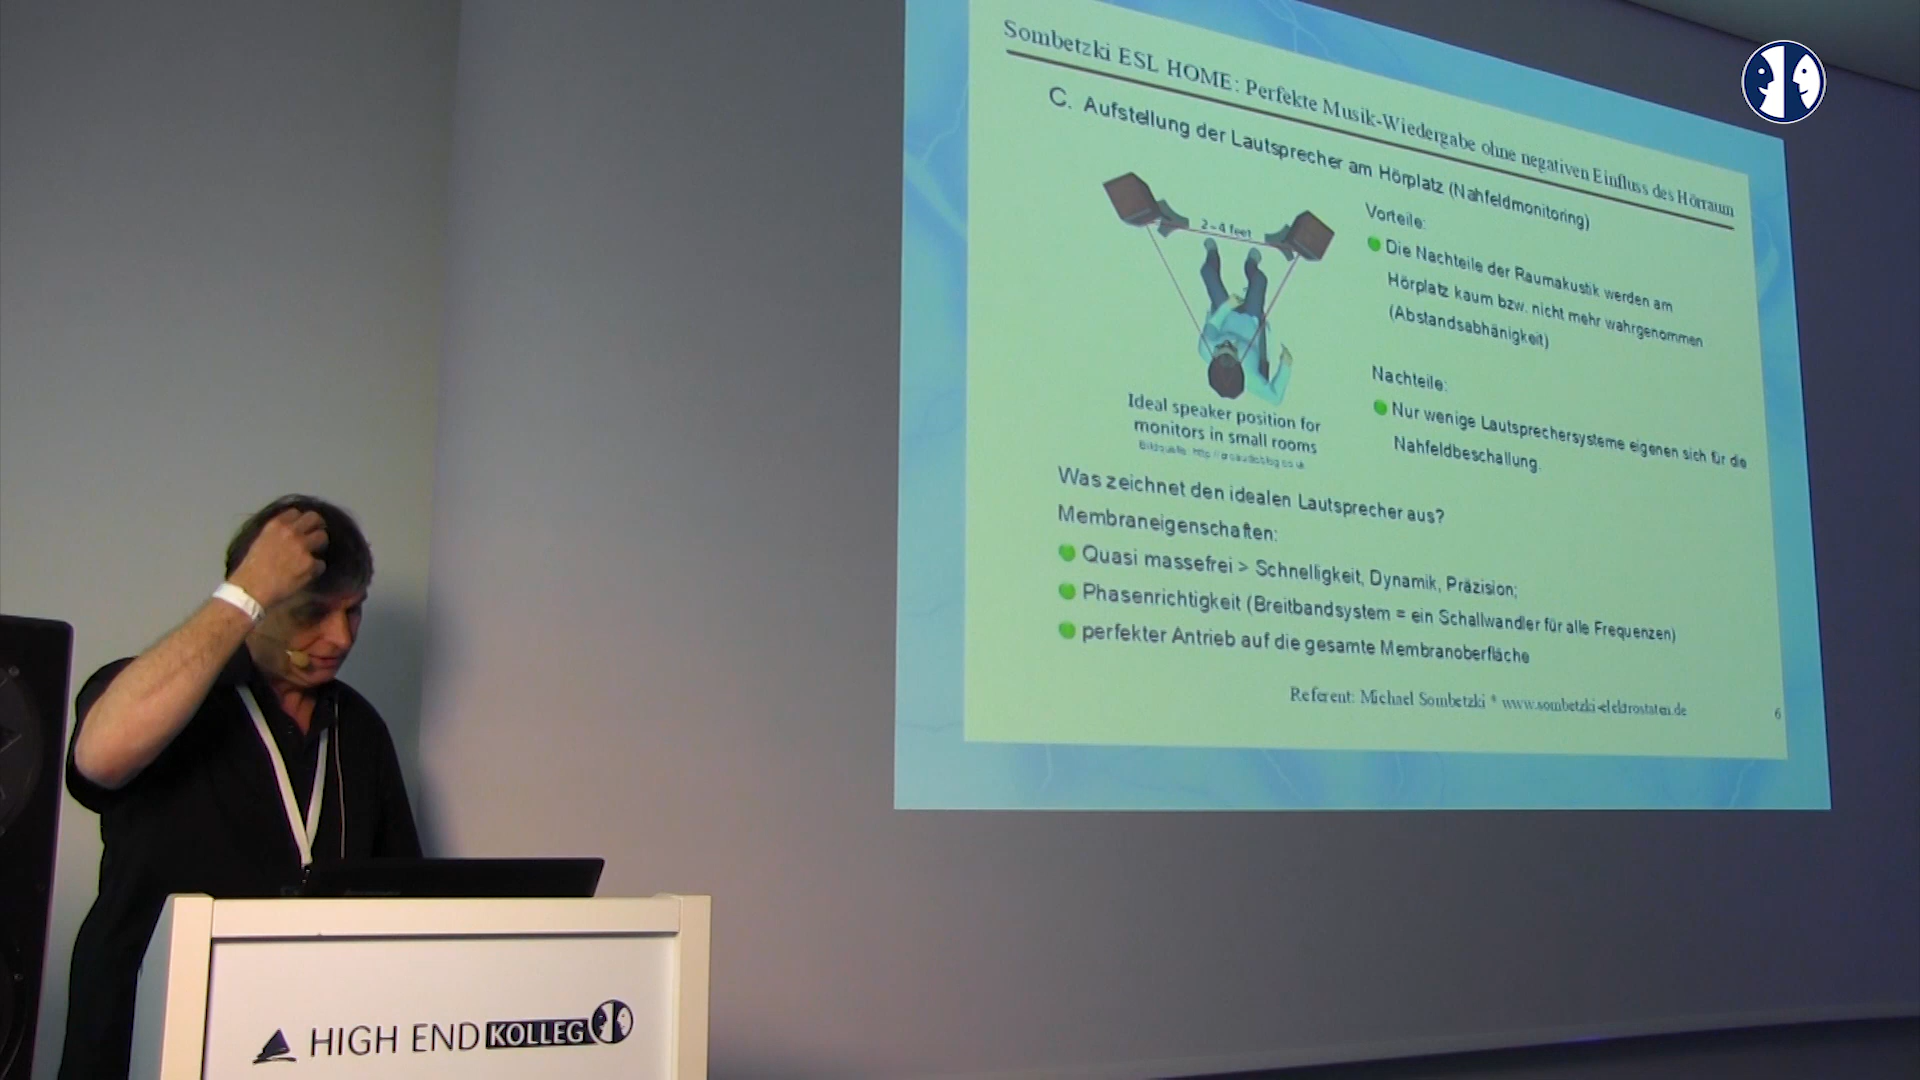 Sombetzki ESL HOME: Perfekte Musik-Wiedergabe ohne negativen Einfluss des Hörraum
C. Aufstellung der Lautsprecher am Hörplatz (Nahfeldmonitoring)
2-4 feet
Ideal speaker position for
monitors in small rooms
Bildquelle: http://
Vorteile:
Die Nachteile der Raumakustik werden am
Hörplatz kaum bzw. nicht mehr wahrgenommen
(Abstandsabhänigkeit)
Nachteile:
Nur wenige Lautsprechersysteme eigenen sich für die
Nahfeldbeschallung.
Was zeichnet den idealen Lautsprecher aus?
Membraneigenschaften:
Quasi massefrei > Schnelligkeit, Dynamik, Präzision;
Phasenrichtigkeit (Breitbandsystem = ein Schallwandler für alle Frequenzen)
perfekter Antrieb auf die gesamte Membranoberfläche
Referent: Michael Sombetzki * www.sombetzki-elektrostaten.de
6
HIGH END KOLLEG